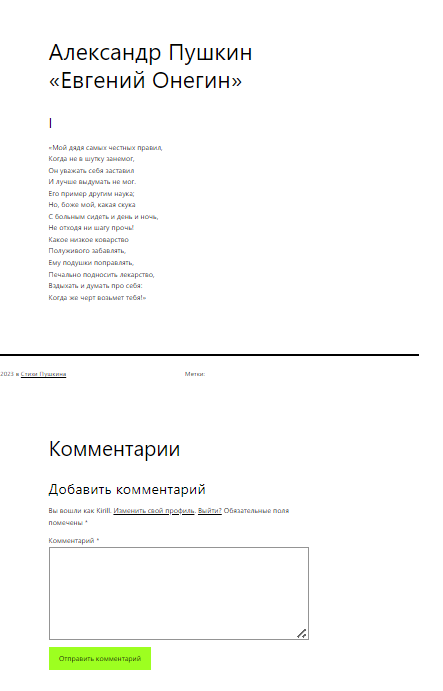 Александр Пушкин
«Евгений Онегин»
I
«Мой дядя самых честных правил,
Когда не в шутку занемог,
Он уважать себя заставил
И лучше выдумать не мог.
Его пример другим наука;
Но, боже мой, какая скука
С больным сидеть и день и ночь,
Не отходя ни шагу прочь!
Какое низкое коварство
Полуживого забавлять,
Ему подушки поправлять,
Печально подносить лекарство,
Вздыхать и думать про себя:
Когда же черт возьмет тебя!»
2023 в Стихи Пушкина
Метки:
Комментарии
Добавить комментарий
Вы вошли как Kirill. Изменить свой профиль. Выйти? Обязательные поля
помечены *
Комментарий *
Отправить комментарий